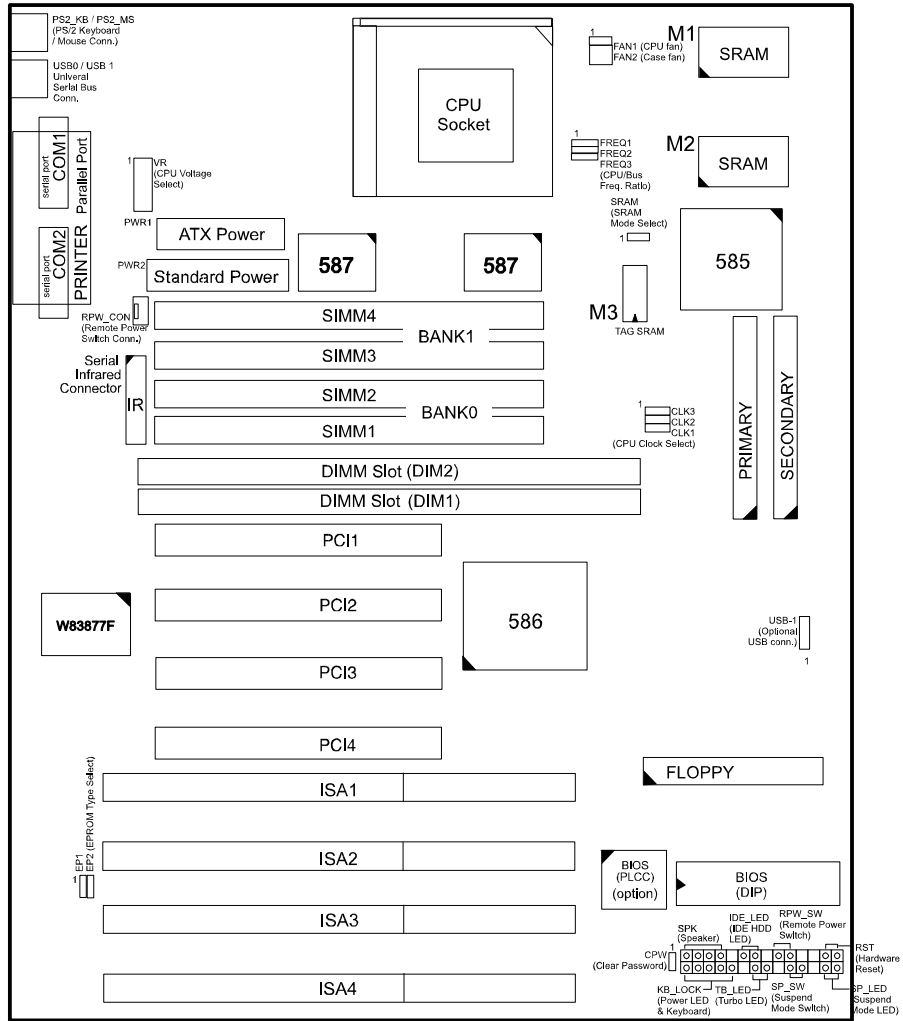 PS2_KB / PS2_MS
(PS/2 Keyboard
/ Mouse Conn.)
USB0 / USB 1
Univeral
Serial Bus
Conn.
serial port
COM1
serial port
COM2
PRINTER Parallel Port
1
VR
(CPU Voltage
Select)
CPU
Socket
1
FAN1 (CPU fan)
FAN2 (Case fan)
M1
SRAM
M2
SRAM
1
FREQ1
FREQ2
FREQ3
(CPU/Bus
Freq. Ratio)
SRAM
(SRAM
Mode Select)
1
585
PWR1
ATX Power
PWR2
Standard Power
587
587
M3
TAG SRAM
RPW_CON
(Remote Power
Switch Conn.)
SIMM4
BANK1
SIMM3
Serial
Infrared
Connector
IR
SIMM2
BANK0
SIMM1
1
CLK3
CLK2
CLK1
(CPU Clock Select)
PRIMARY
SECONDARY
DIMM Slot (DIM2)
DIMM Slot (DIM1)
PCI1
PCI2
W83877F
586
USB-1
(Optional
USB conn.)
1
PCI3
PCI4
FLOPPY
ISA1
EP1
EP2 (EPROM Type Select)
1
ISA2
BIOS
(PLCC)
(option)
BIOS
(DIP)
ISA3
SPK
(Speaker)
IDE_LED
(IDE HDD
LED)
RPW_SW
(Remote Power
Switch)
RST
(Hardware
Reset)
1
CPW
(Clear Password)
ISA4
KB_LOCK
(Power LED
& Keyboard)
TB_LED
(Turbo LED)
SP_SW
(Suspend
Mode Switch)
SP_LED
(Suspend
Mode LED)